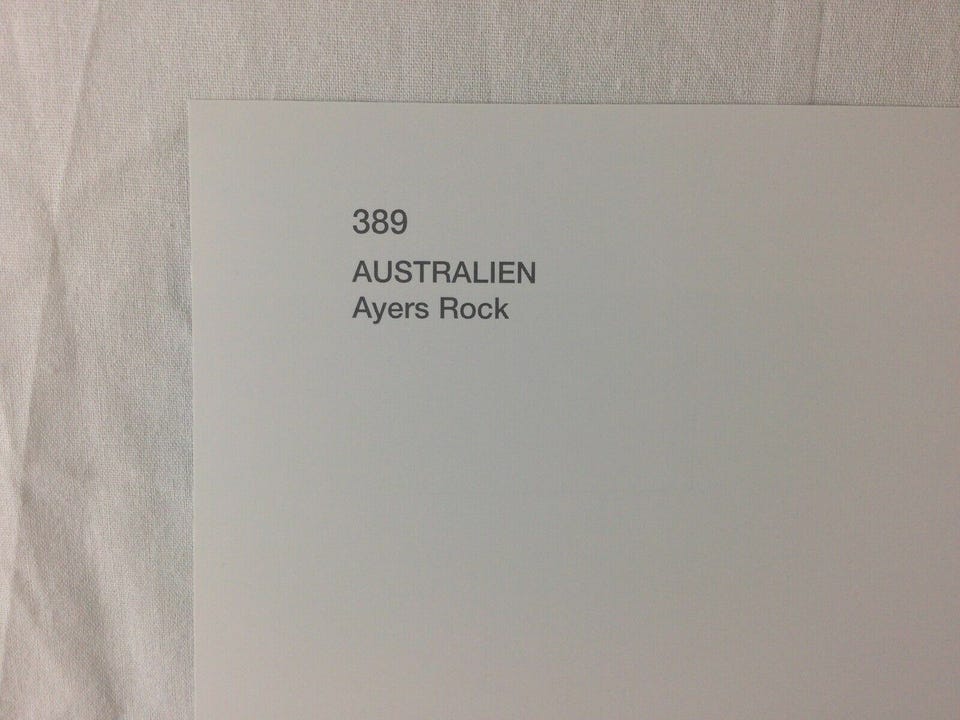 389
AUSTRALIEN
Ayers Rock